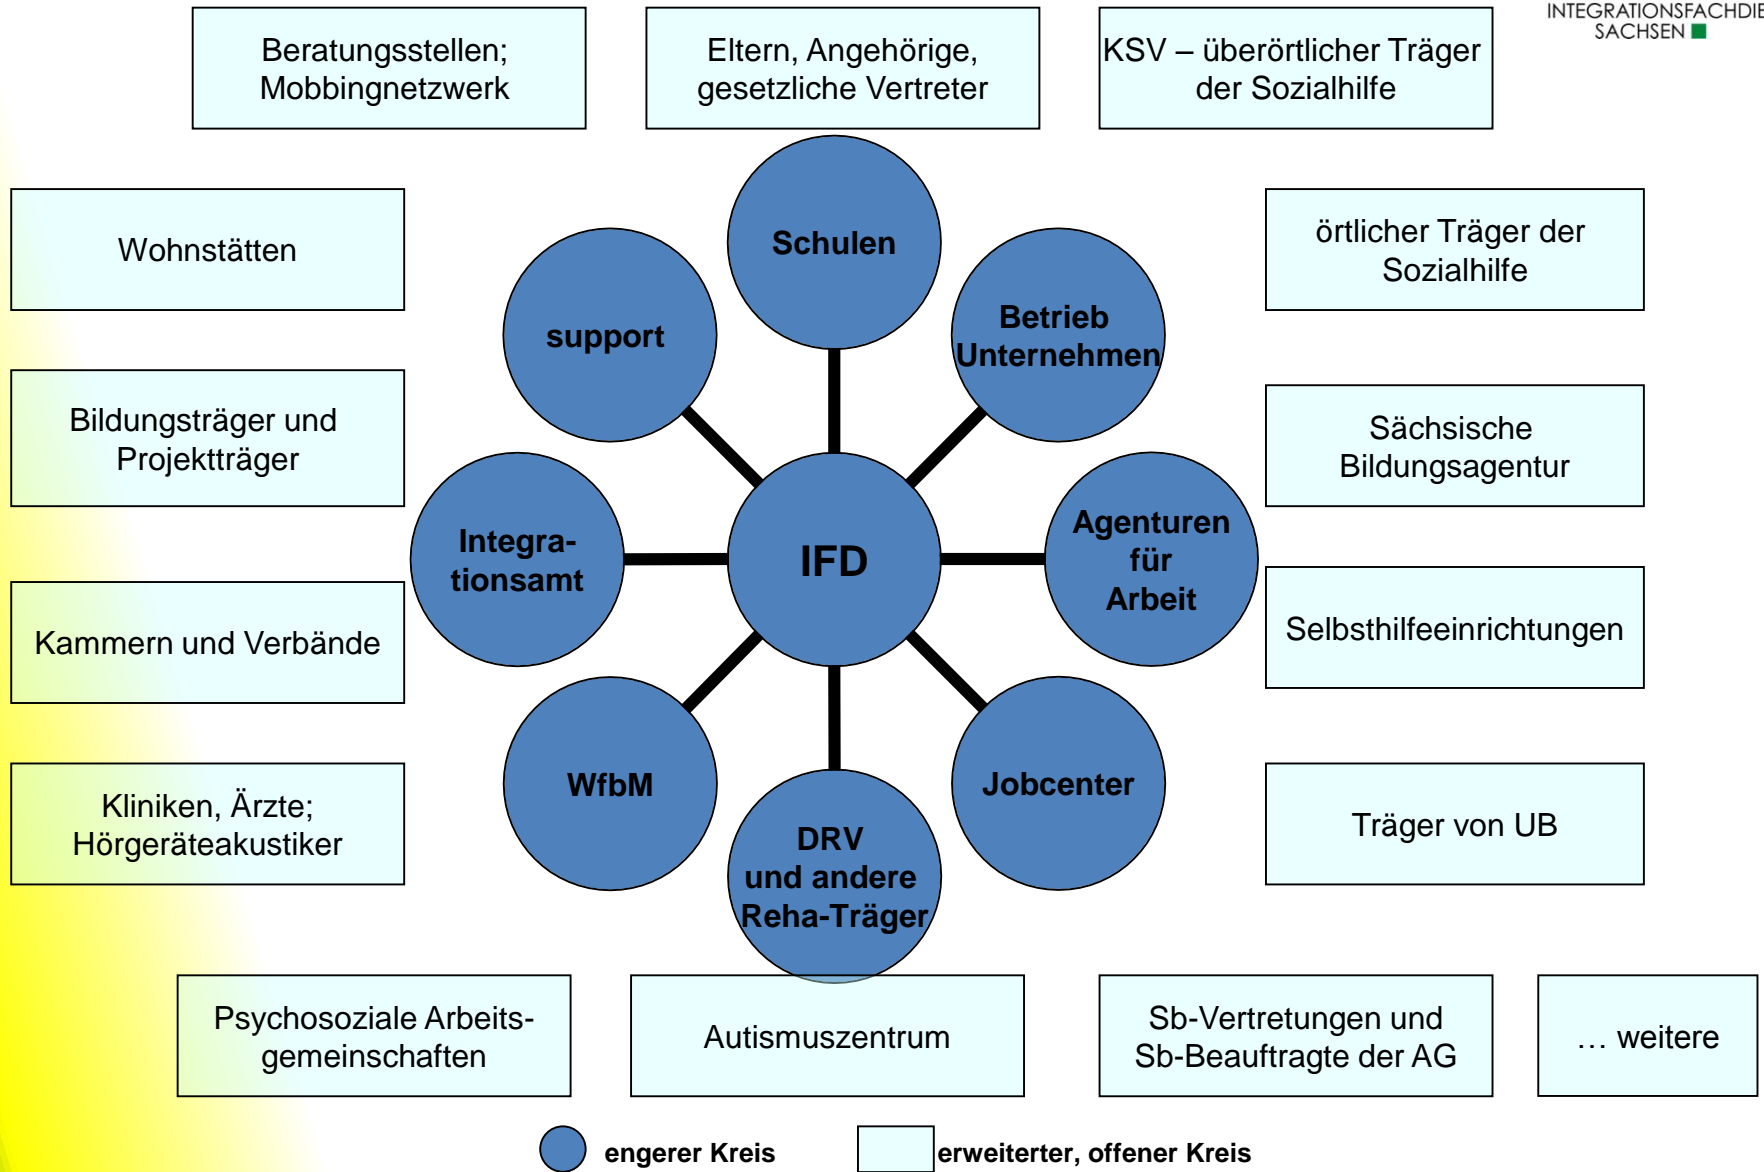 INTEGRATIONSFACHDIE
SACHSEN
Beratungsstellen;
Mobbingnetzwerk
Eltern, Angehörige,
gesetzliche Vertreter
KSV – überörtlicher Träger
der Sozialhilfe
Wohnstätten
Schulen
örtlicher Träger der
Sozialhilfe
support
Betrieb
Unternehmen
Bildungsträger und
Projektträger
Sächsische
Bildungsagentur
Integra-
tionsamt
IFD
Agenturen
für
Arbeit
Kammern und Verbände
Selbsthilfeeinrichtungen
WfbM
Jobcenter
Kliniken, Ärzte;
Hörgeräteakustiker
DRV
und andere
Reha-Träger
Träger von UB
Psychosoziale Arbeits-
gemeinschaften
Autismuszentrum
Sb-Vertretungen und
Sb-Beauftragte der AG
… weitere
engerer Kreis
erweiterter, offener Kreis